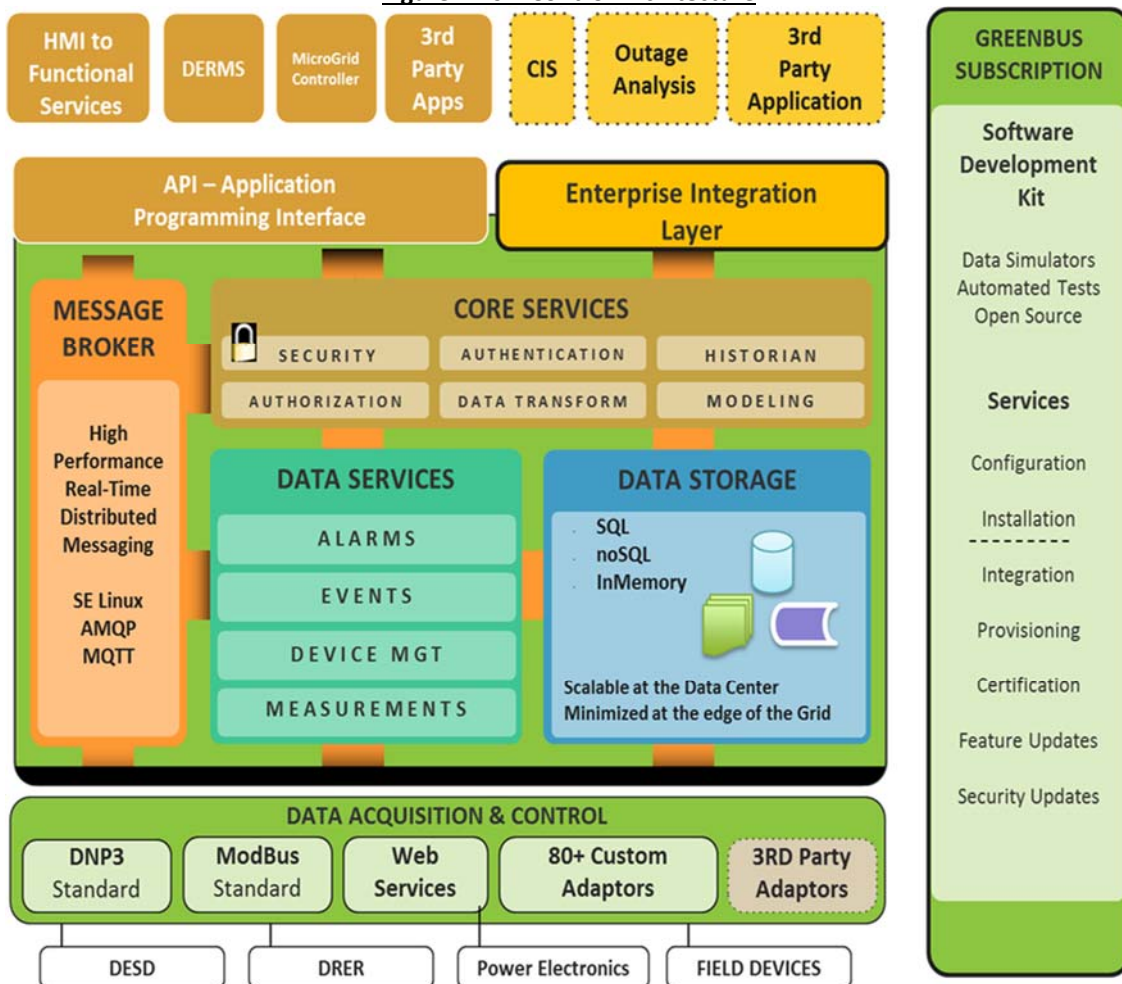 HMI to
Functional
Services
DERMS
MicroGrid
Controller
3rd
Party
Apps
CIS
Outage
Analysis
3rd
Party
Application
API – Application
Programming Interface
Enterprise Integration
Layer
MESSAGE
BROKER
High
Performance
Real-Time
Distributed
Messaging
SE Linux
AMQP
MQTT
CORE SERVICES
SECURITY
AUTHENTICATION
HISTORIAN
AUTHORIZATION
DATA TRANSFORM
MODELING
DATA SERVICES
ALARMS
EVENTS
DEVICE MGT
MEASUREMENTS
DATA STORAGE
. SQL
. noSQL
. InMemory
Scalable at the Data Center
Minimized at the edge of the Grid
DATA ACQUISITION & CONTROL
DNP3
Standard
ModBus
Standard
Web
Services
80+ Custom
Adaptors
3RD Party
Adaptors
DESD
DRER
Power Electronics
FIELD DEVICES
GREENBUS
SUBSCRIPTION
Software
Development
Kit
Data Simulators
Automated Tests
Open Source
Services
Configuration
Installation
Integration
Provisioning
Certification
Feature Updates
Security Updates